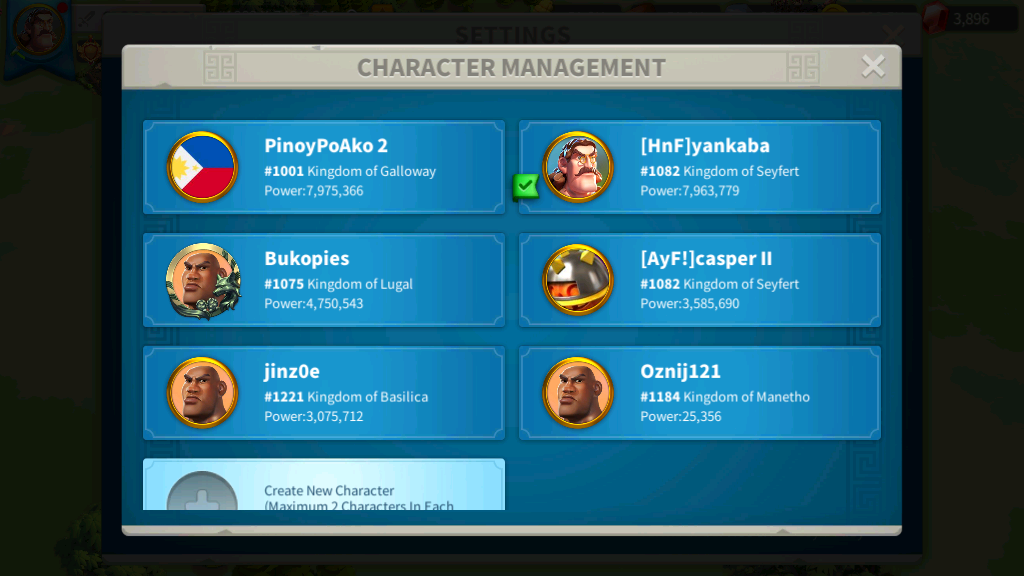 SETTINGS
3,896
CHARACTER MANAGEMENT
PinoyPoAko 2
#1001 Kingdom of Galloway
Power:7,975,366
[HnF]yankaba
#1082 Kingdom of Seyfert
Power:7,963,779
Bukopies
#1075 Kingdom of Lugal
Power:4,750,543
[AyF!]casper II
#1082 Kingdom of Seyfert
Power:3,585,690
jinz0e
#1221 Kingdom of Basilica
Power:3,075,712
Oznij121
#1184 Kingdom of Manetho
Power:25,356
Create New Character
(Maximum 2 Characters In Each